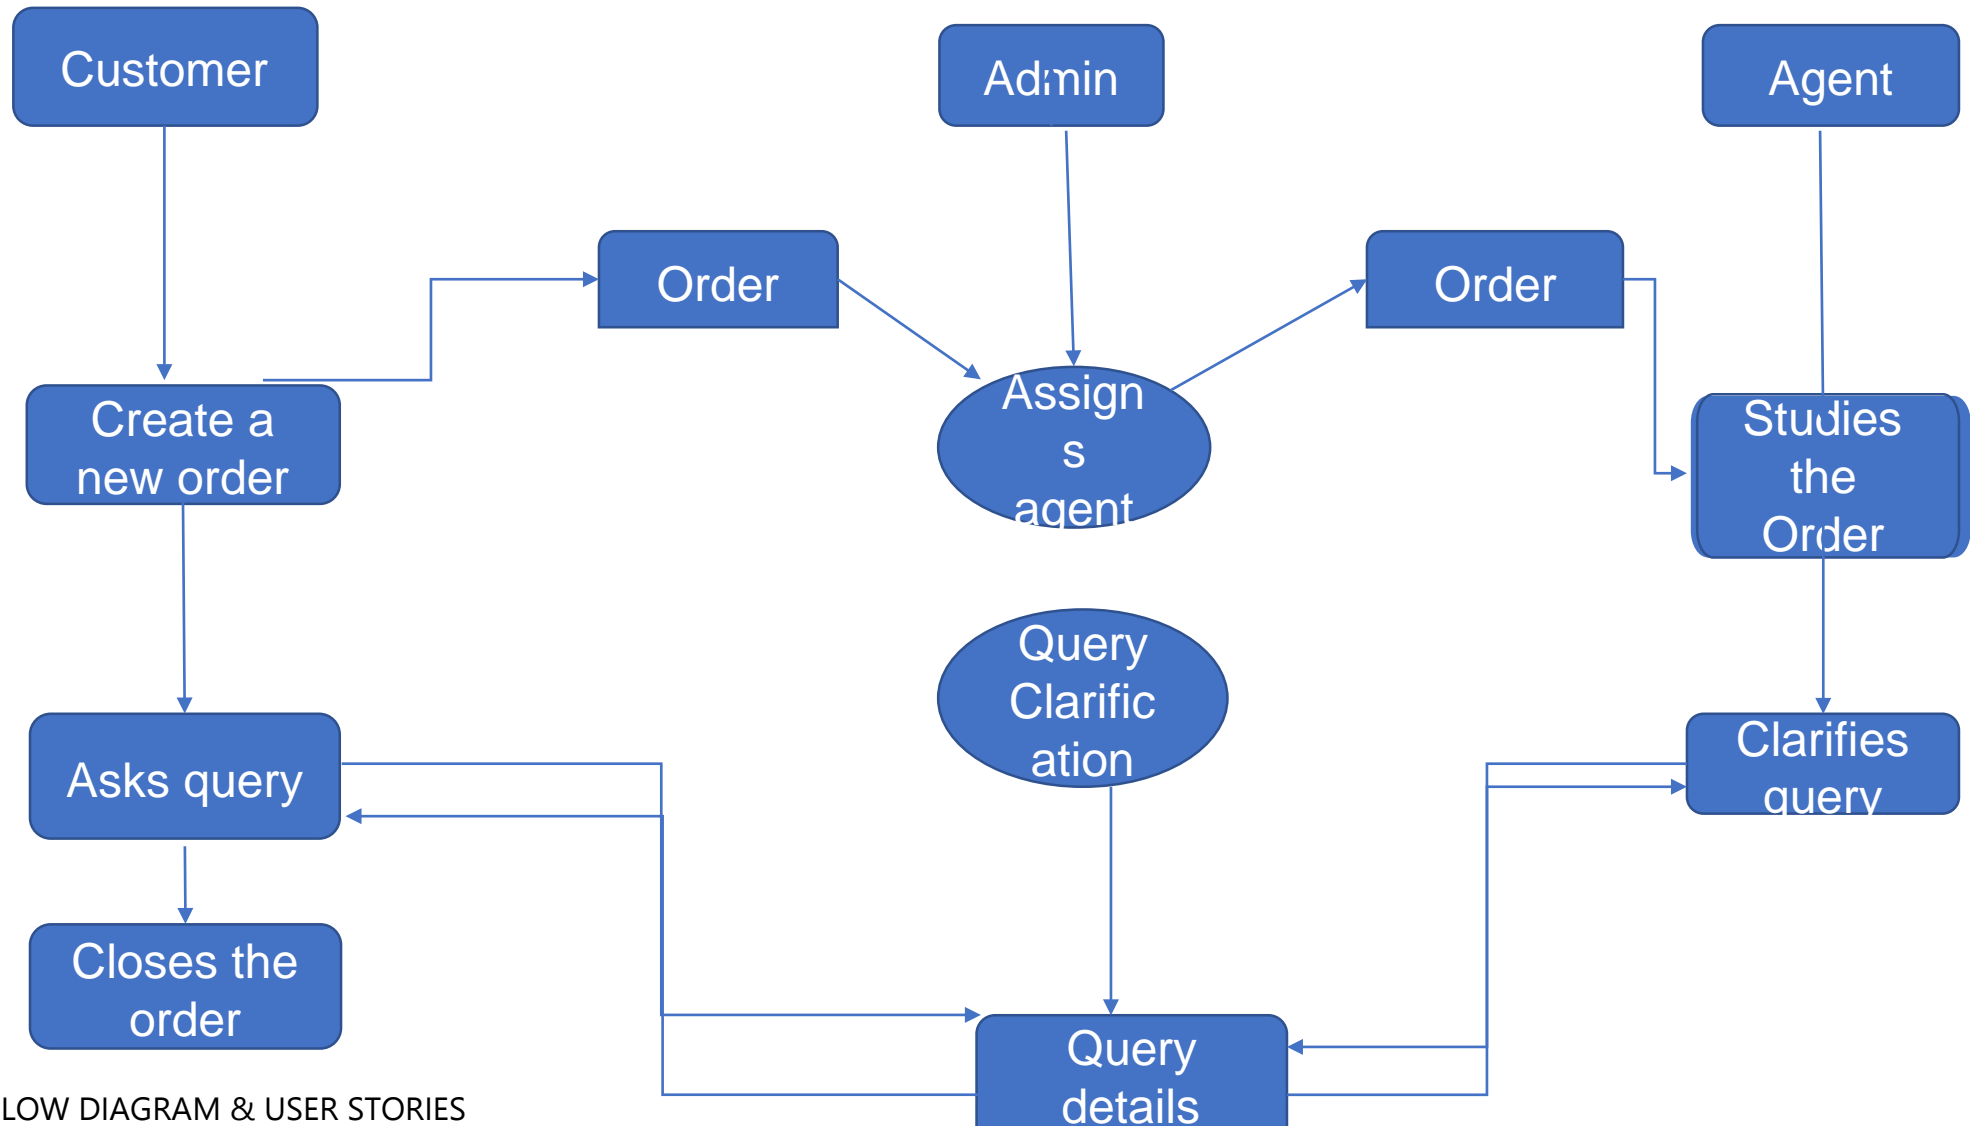 Customer
Admin
Agent
Order
Order
Create a
new order
Assign
s
agent
Studies
the
Order
Query
Clarific
ation
Asks query
Clarifies
query
Closes the
order
Query
details
LOW DIAGRAM & USER STORIES